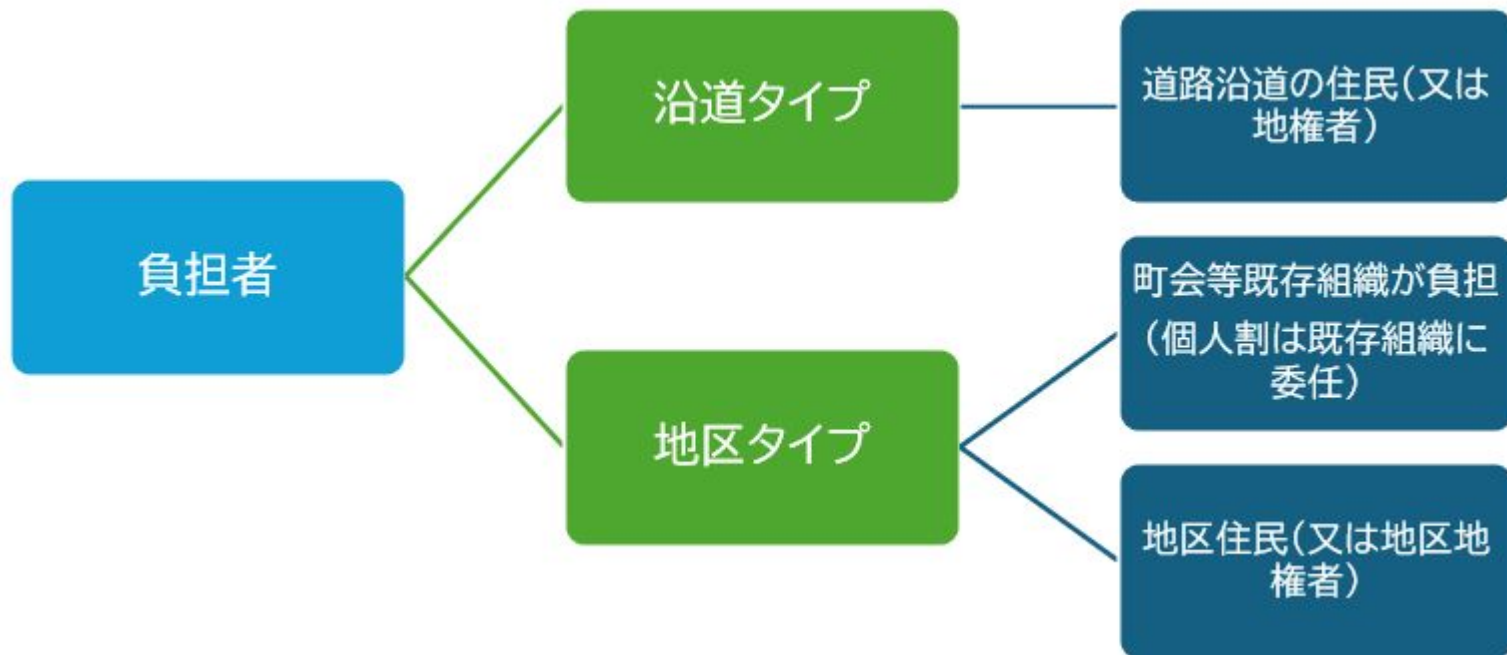 負担者
沿道タイプ
道路沿道の住民(又は
地権者)
地区タイプ
町会等既存組織が負担
(個人割は既存組織に
委任)
地区住民(又は地区地
権者)